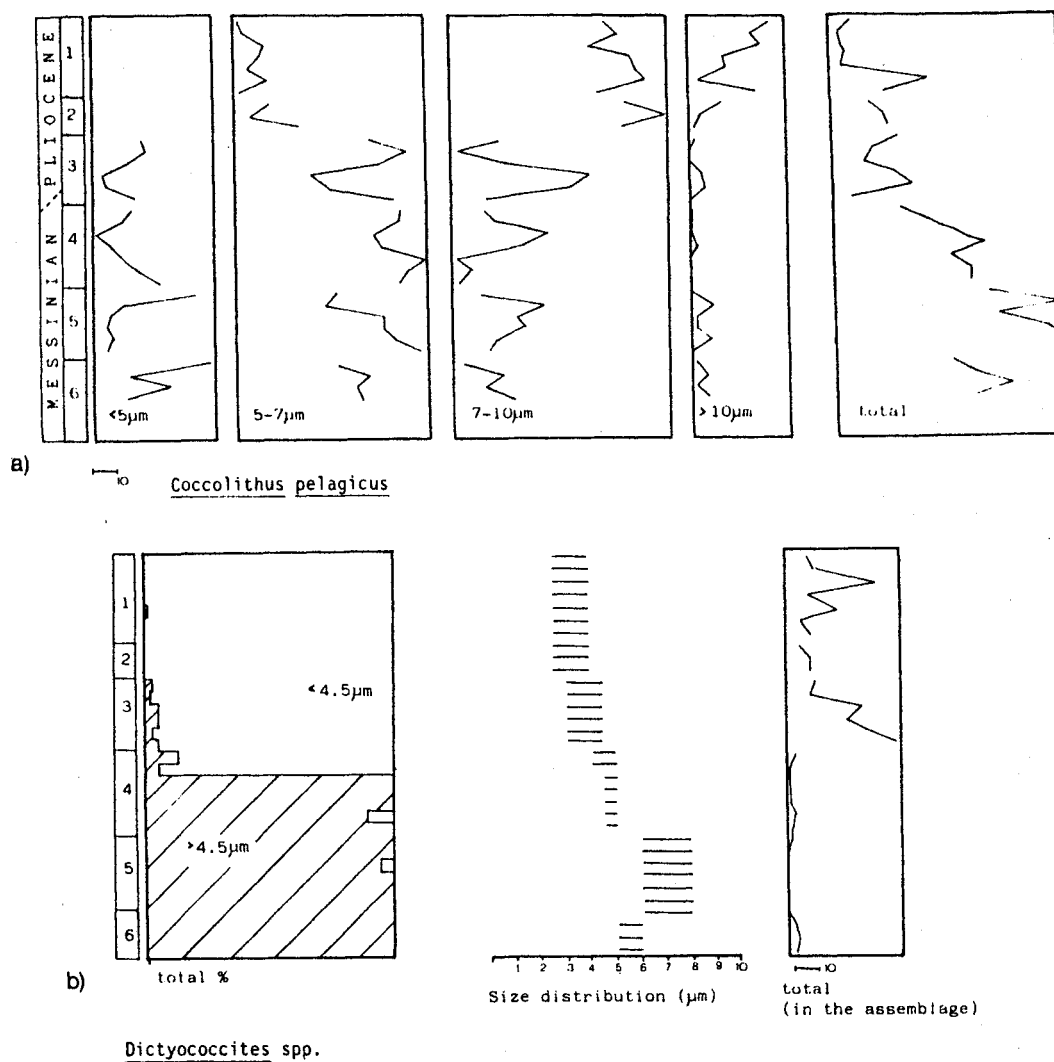 MESSINIAN PLIOCENE
1
2
3
4
5
6
<5µm
5-7µm
7-10µm
>10µm
total
a)
10
Coccolithus pelagicus
1
2
3
4
5
6
<4.5µm
>4.5µm
total %
1 2 3 4 5 6 7 8 9 10
Size distribution (µm)
10
total
(in the assemblage)
b)
Dictyococcites spp.